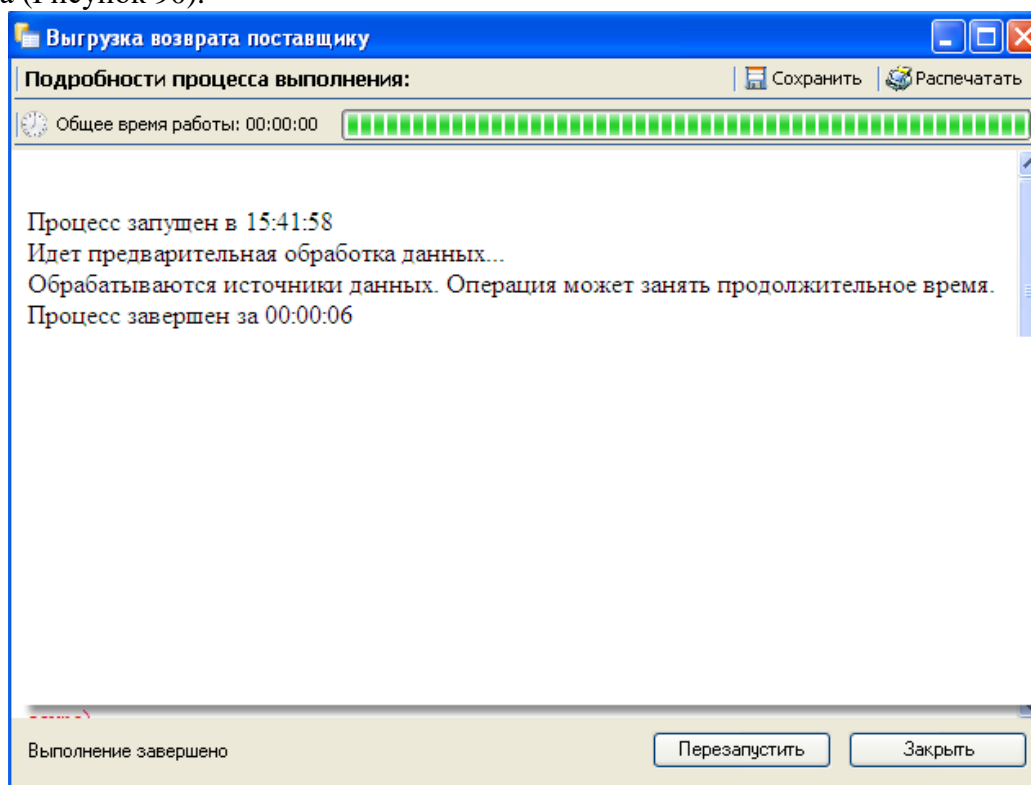 Выгрузка возврата поставщику
Подробности процесса выполнения: Сохранить Распечатать
Общее время работы: 00:00:00
Процесс запущен в 15:41:58
Идет предварительная обработка данных...
Обрабатываются источники данных. Операция может занять продолжительное время.
Процесс завершен за 00:00:06
Выполнение завершено Перезапустить Закрыть